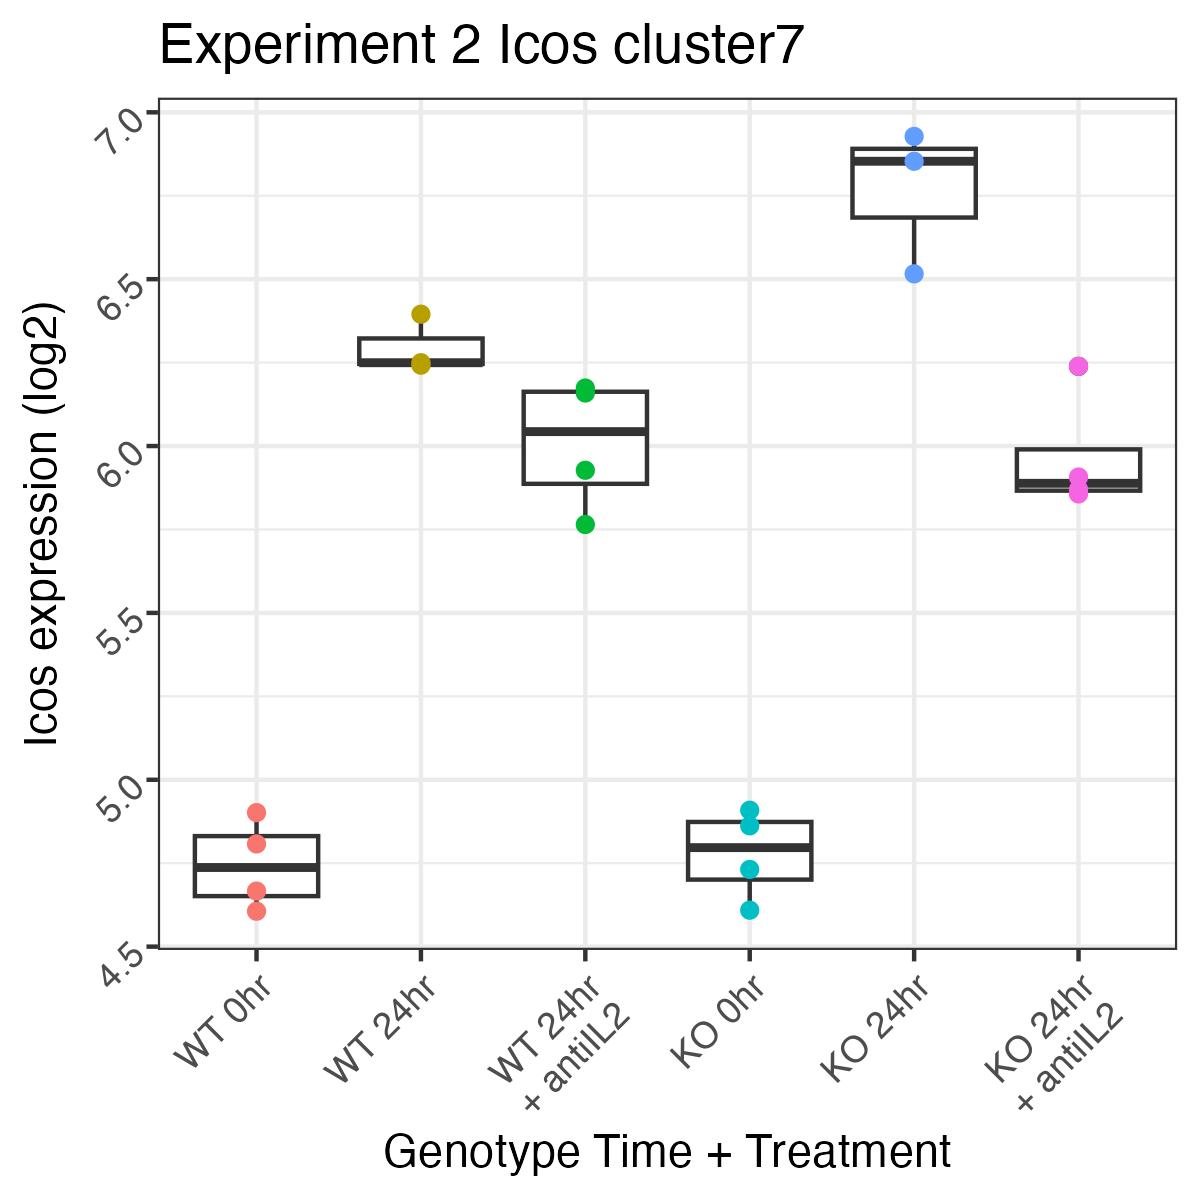 Experiment 2 Icos cluster7
Icos expression (log2)
7.0
6.5
6.0
5.5
5.0
4.5
WT 0hr
WT 24hr
WT 24hr
+ antiIL2
KO 0hr
KO 24hr
KO 24hr
+ antiIL2
Genotype Time + Treatment